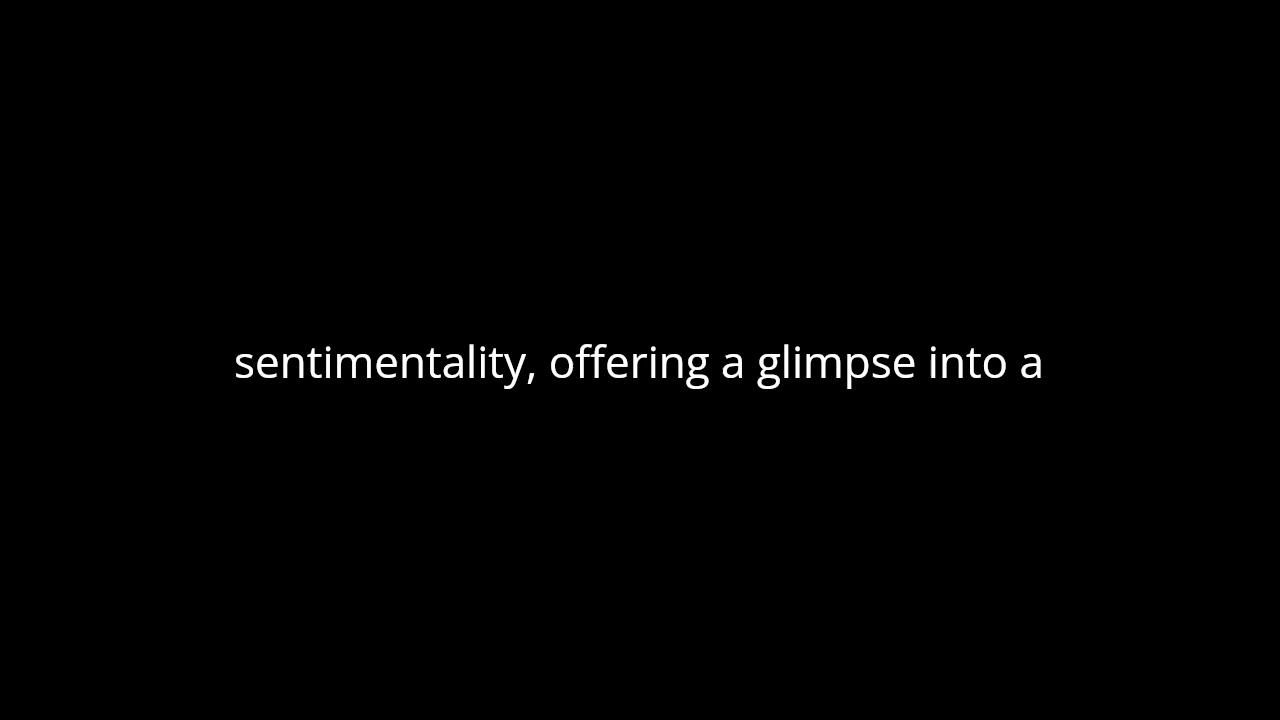 sentimentality, offering a glimpse into a